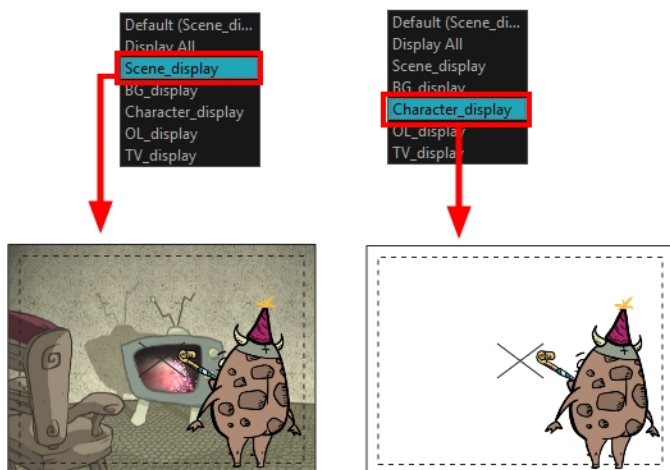 Default (Scene_di...
Display All
Scene_display
BG_display
Character_display
OL_display
TV_display
Default (Scene_di...
Display All
Scene_display
BG_display
Character_display
OL_display
TV_display